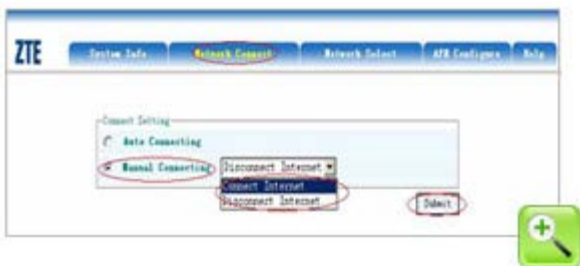 ZTE
System Info Network Connect Network Select APN Configure Help
Connect Setting
Auto Connecting
Manual Connecting Disconnect Internet
Connect Internet
Disconnect Internet
Submit